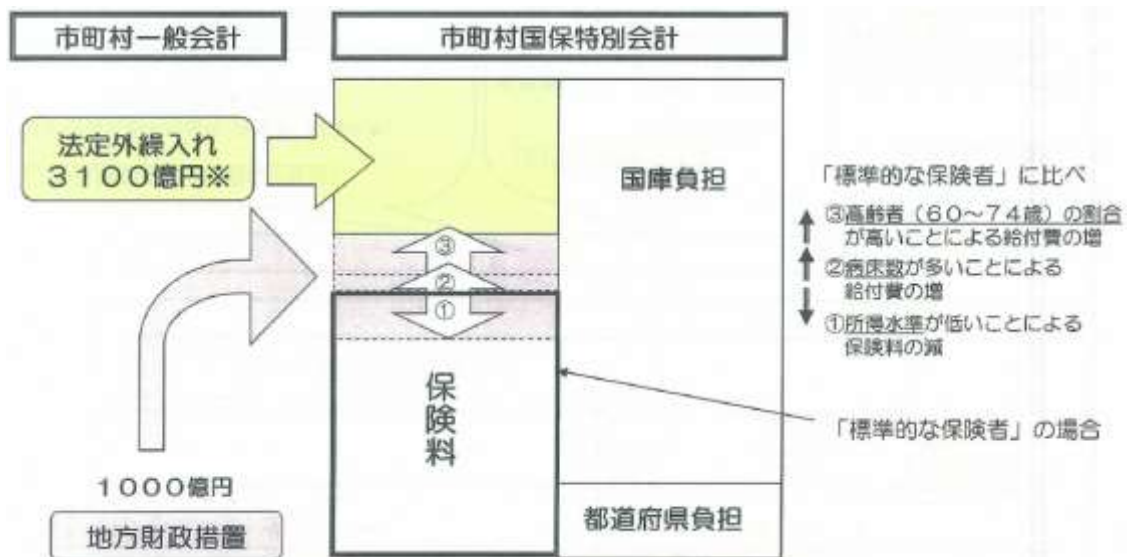 市町村一般会計
市町村国保特別会計
法定外繰入れ
3100億円※
国庫負担
「標準的な保険者」に比べ
③高齢者（60～74歳）の割合
が高いことによる給付費の増
②病床数が多いことによる
給付費の増
①所得水準が低いことによる
保険料の減
③
②
①
保険料
「標準的な保険者」の場合
1000億円
地方財政措置
都道府県負担